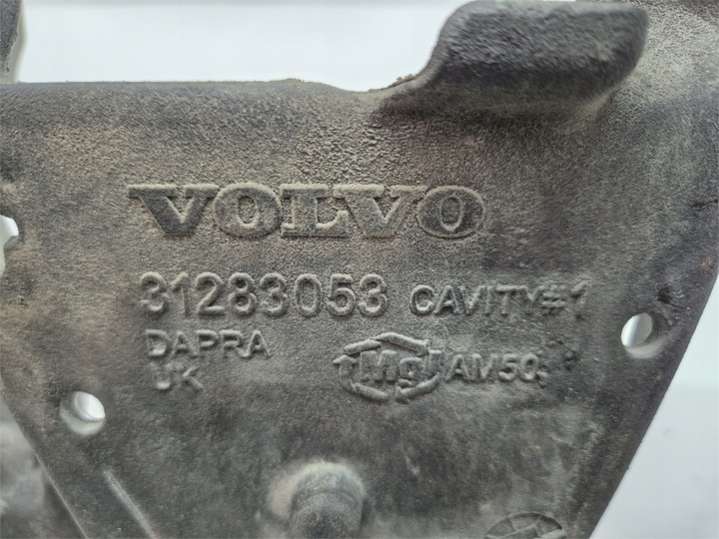 VOLVO
31283053 CAVITY#1
DAPRA Mg AM50
UK